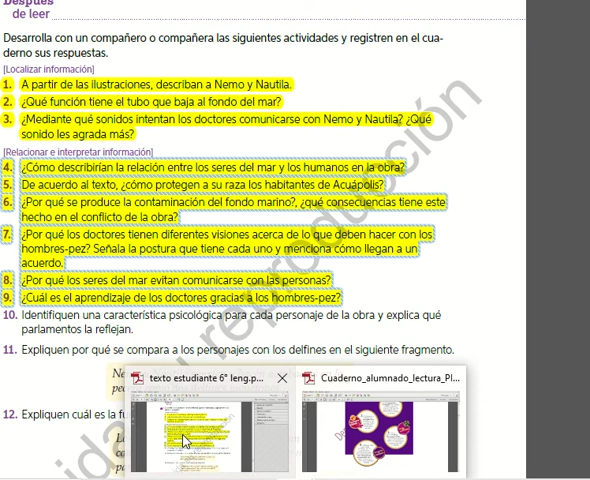 Después
de leer
Desarrolla con un compañero o compañera las siguientes actividades y registren en el cua-
derno sus respuestas.
[Localizar información]
1. A partir de las ilustraciones, describan a Nemo y Nautila.
2. ¿Qué función tiene el tubo que baja al fondo del mar?
3. ¿Mediante qué sonidos intentan los doctores comunicarse con Nemo y Nautila? ¿Qué
sonido les agrada más?
[Relacionar e interpretar información]
4. ¿Cómo describirían la relación entre los seres del mar y los humanos en la obra?
5. De acuerdo al texto, ¿cómo protegen a su raza los habitantes de Acuápolis?
6. ¿Por qué se produce la contaminación del fondo marino?, ¿qué consecuencias tiene este
hecho en el conflicto de la obra?
7. ¿Por qué los doctores tienen diferentes visiones acerca de lo que deben hacer con los
hombres-pez? Señala la postura que tiene cada uno y menciona cómo llegan a un
acuerdo.
8. ¿Por qué los seres del mar evitan comunicarse con las personas?
9. ¿Cuál es el aprendizaje de los doctores gracias a los hombres-pez?
10. Identifiquen una característica psicológica para cada personaje de la obra y explica qué
parlamentos la reflejan.
11. Expliquen por qué se compara a los personajes con los delfines en el siguiente fragmento.
Ne
texto estudiante 6° leng.p...
Cuaderno_alumnado_lectura_Pl...
12. Expliquen cuál es la fu
reproducción